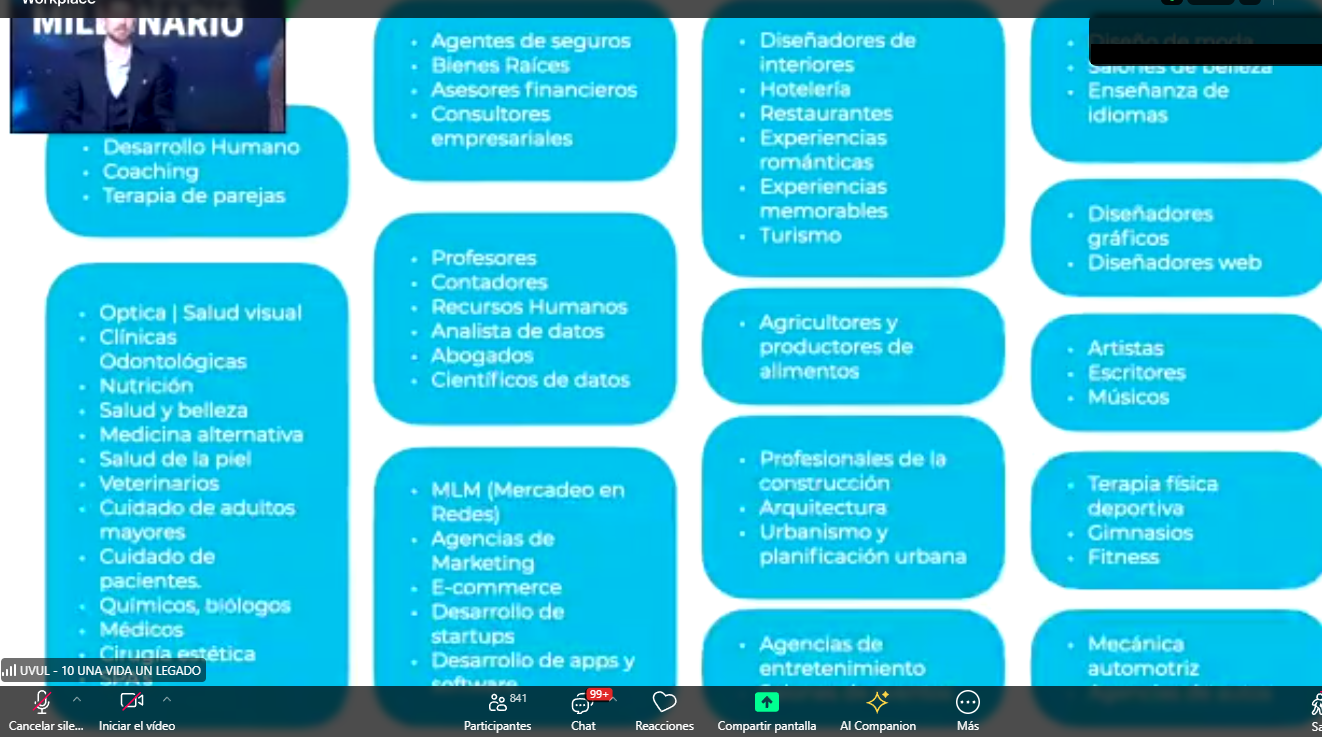 Workplace
MILLONARIO
Desarrollo Humano
Coaching
Terapia de parejas
Optica | Salud visual
Clínicas
Odontológicas
Nutrición
Salud y belleza
Medicina alternativa
Salud de la piel
Veterinarios
Cuidado de adultos
mayores
Cuidado de
pacientes.
Químicos, biólogos
Médicos
Cirugía estética
Agentes de seguros
Bienes Raíces
Asesores financieros
Consultores
empresariales
Profesores
Contadores
Recursos Humanos
Analista de datos
Abogados
Científicos de datos
MLM (Mercadeo en
Redes)
Agencias de
Marketing
E-commerce
Desarrollo de
startups
Desarrollo de apps y
software
Diseñadores de
interiores
Hotelería
Restaurantes
Experiencias
románticas
Experiencias
memorables
Turismo
Agricultores y
productores de
alimentos
Profesionales de la
construcción
Arquitectura
Urbanismo y
planificación urbana
Agencias de
entretenimiento
Diseño de moda
Salones de belleza
Enseñanza de
idiomas
Diseñadores
gráficos
Diseñadores web
Artistas
Escritores
Músicos
Terapia física
deportiva
Gimnasios
Fitness
Mecánica
automotriz
UVUL - 10 UNA VIDA UN LEGADO
Cancelar sile...
Iniciar el vídeo
841
Participantes
99+
Chat
Reacciones
Compartir pantalla
AI Companion
Más
Sa